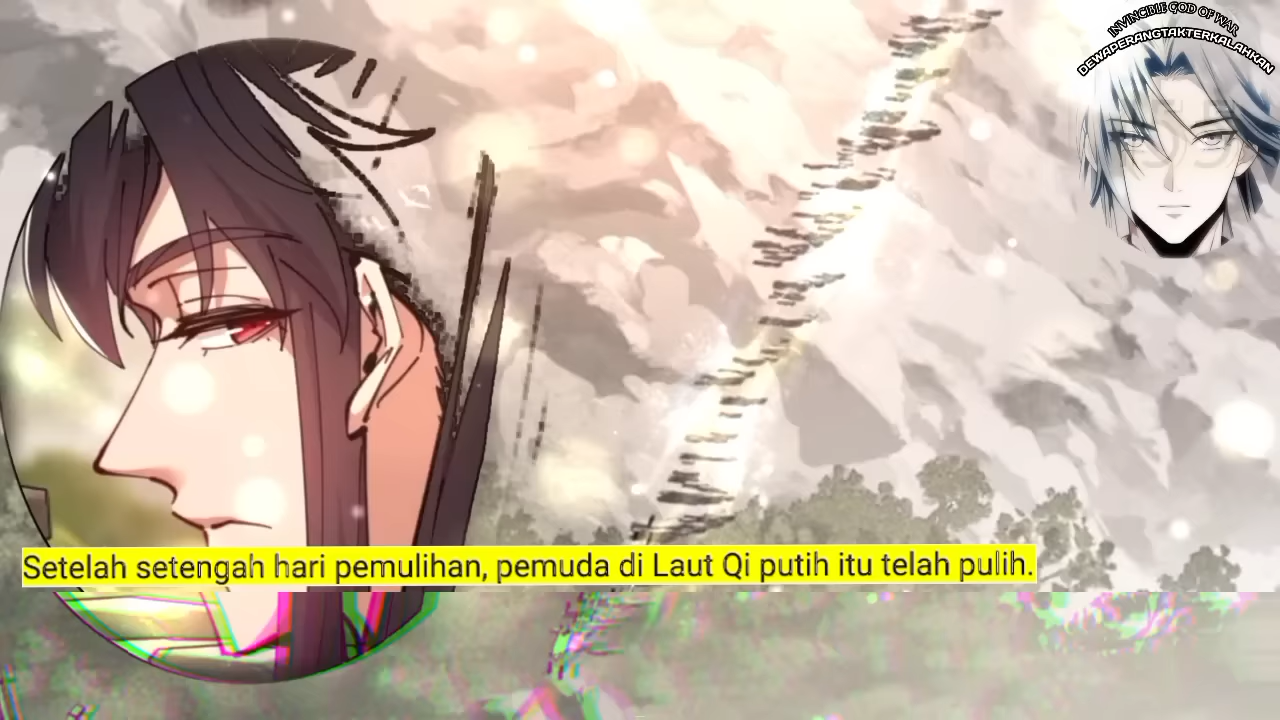 INVINCIBLE GOD OF WAR
DEWAPERANGTAKTERKALAHKAN
Setelah setengah hari pemulihan, pemuda di Laut Qi putih itu telah pulih.